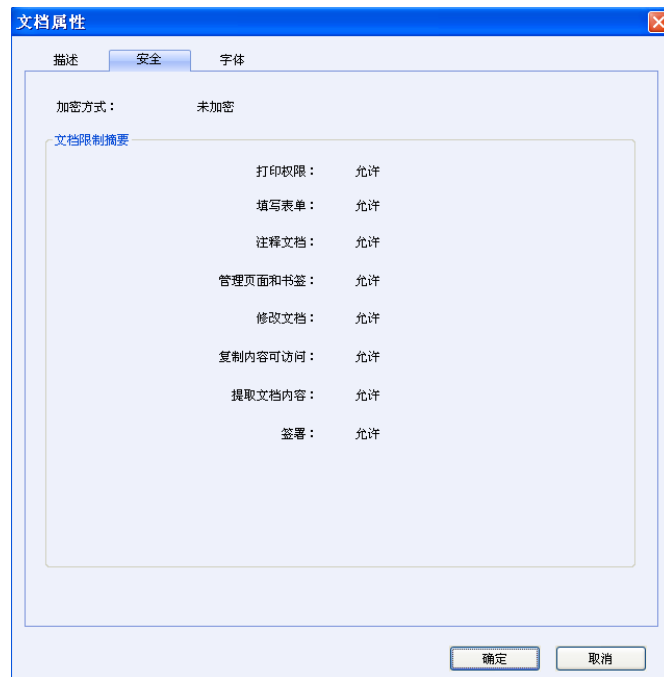 文档属性
描述 安全 字体
加密方式： 未加密
文档限制摘要
打印权限： 允许
填写表单： 允许
注释文档： 允许
管理页面和书签： 允许
修改文档： 允许
复制内容可访问： 允许
提取文档内容： 允许
签署： 允许
确定 取消